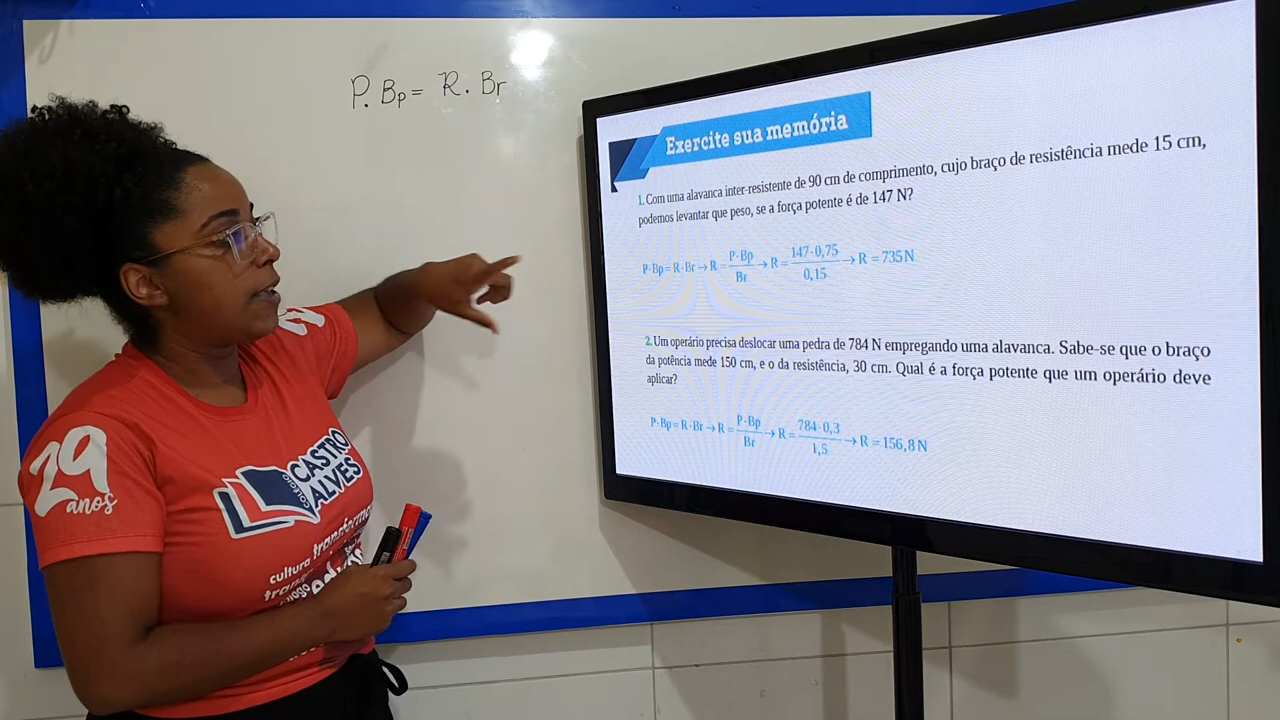 P. Bp = R. Br
Exercite sua memória
1. Com uma alavanca inter-resistente de 90 cm de comprimento, cujo braço de resistência mede 15 cm,
podemos levantar que peso, se a força potente é de 147 N?
P·Bp = R·Br → R = P·Bp/Br → R = 147·0,75/0,15 → R = 735 N
2. Um operário precisa deslocar uma pedra de 784 N empregando uma alavanca. Sabe-se que o braço
da potência mede 150 cm, e o da resistência, 30 cm. Qual é a força potente que um operário deve
aplicar?
P·Bp = R·Br → R = P·Bp/Br → R = 784·0,3/1,5 → R = 156,8 N
29
anos
COLÉGIO
CASTRO
ALVES
cultura transforma